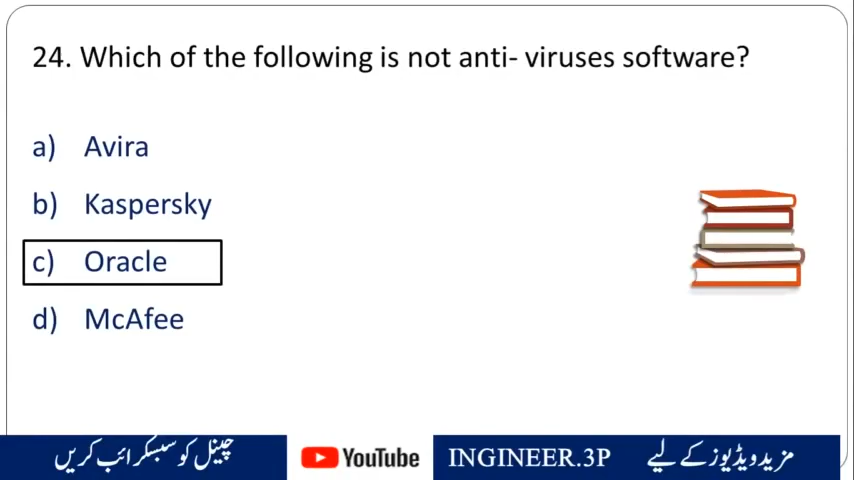 24. Which of the following is not anti- viruses software?
a) Avira
b) Kaspersky
c) Oracle
d) McAfee
چینل کو سبسکرائب کریں YouTube INGINEER.3P مزید ویڈیوز کے لیے